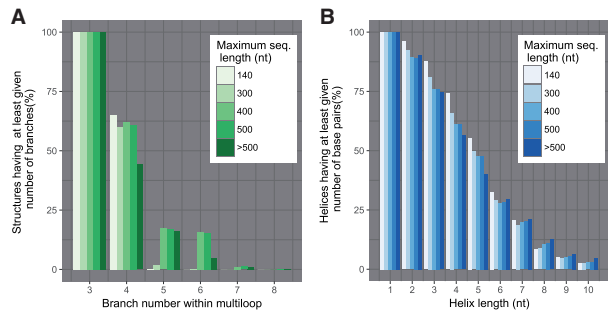 A
Structures having at least given
number of branches(%)
100
75
50
25
0
Maximum seq.
length (nt)
140
300
400
500
>500
3 4 5 6 7 8
Branch number within multiloop
B
Helices having at least given
number of base pairs(%)
100
75
50
25
0
Maximum seq.
length (nt)
140
300
400
500
>500
1 2 3 4 5 6 7 8 9 10
Helix length (nt)